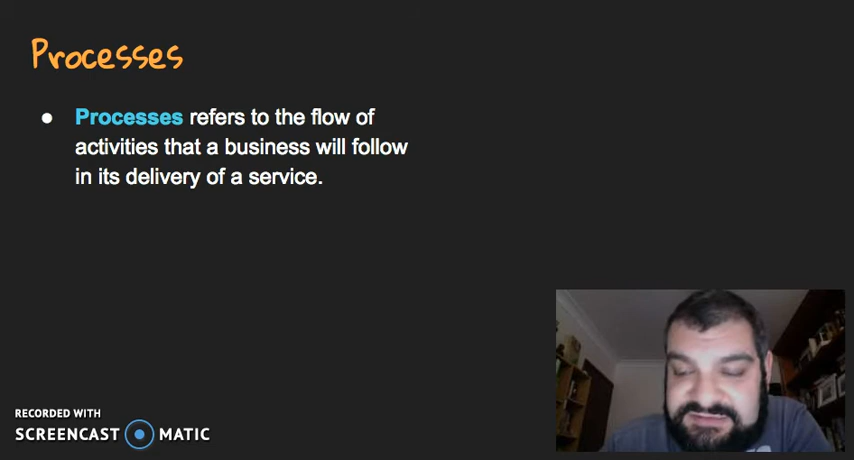 Processes
● Processes refers to the flow of
activities that a business will follow
in its delivery of a service.
RECORDED WITH
SCREENCAST MATIC